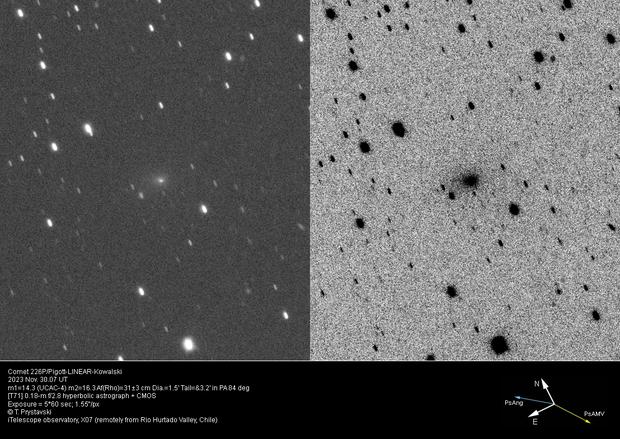 Comet 226P/Pigott-LINEAR-Kowalski
2023 Nov. 30.07 UT
m1=14.3 (UCAC-4) m2=16.3 Af(Rho)=31±3 cm Dia.=1.5' Tail=&3.2' in PA 84 deg
[T71] 0.18-m f/2.8 hyperbolic astrograph + CMOS
Exposure = 5*60 sec; 1.55"/px
© T. Prystavski
iTelescope observatory, X07 (remotely from Rio Hurtado Valley, Chile)
N
PsAng
E
PsAMV